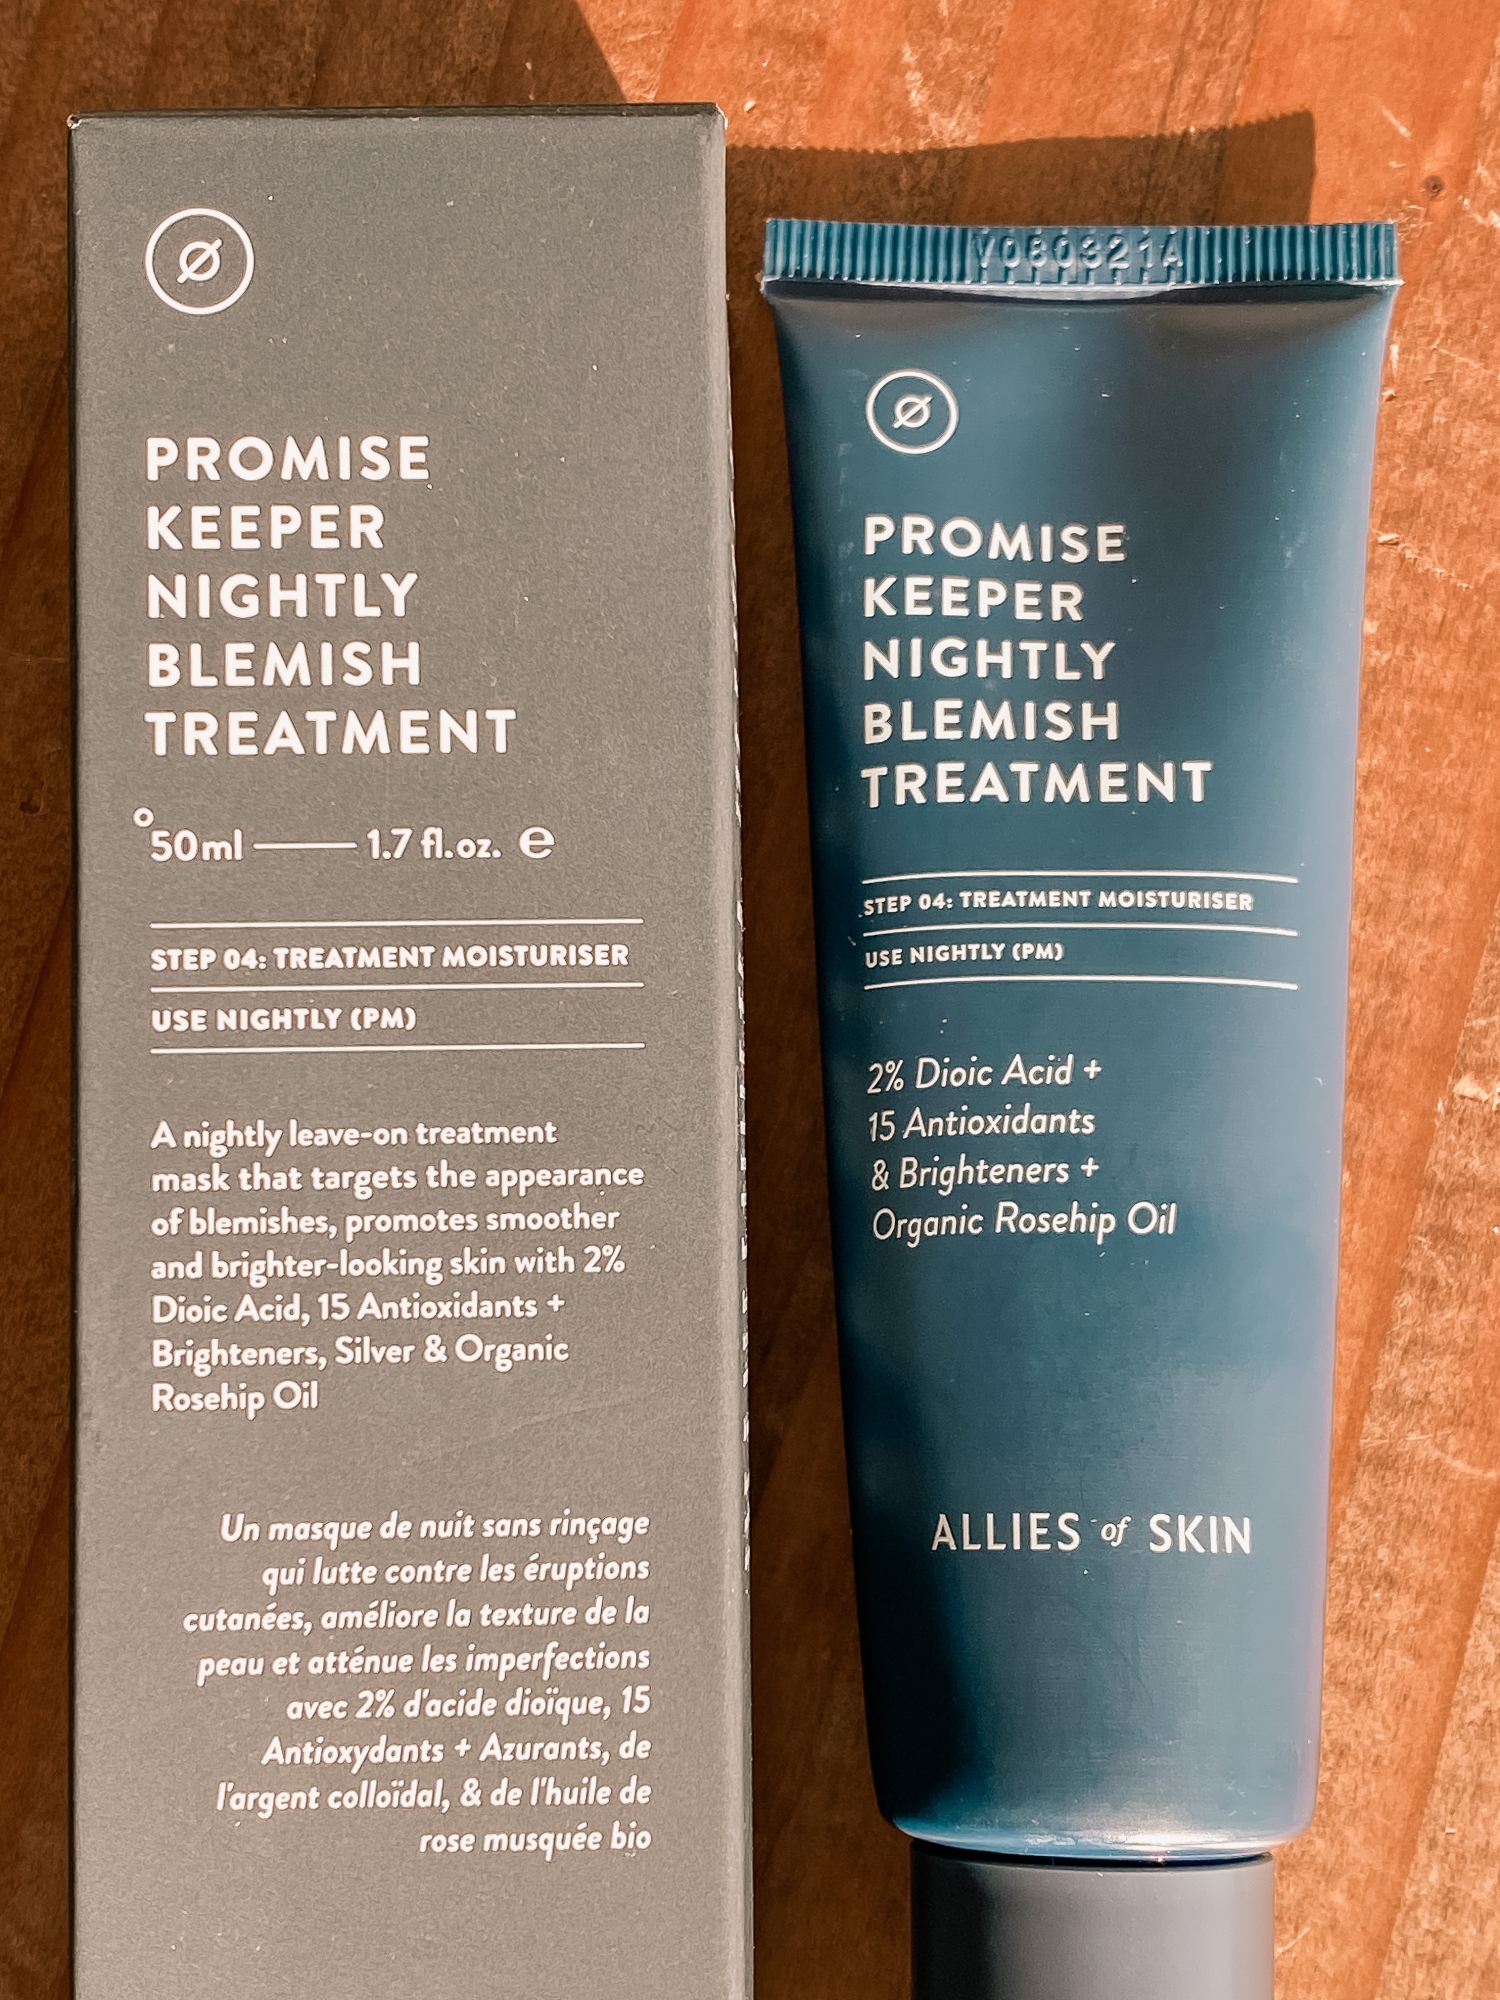 Ø
PROMISE
KEEPER
NIGHTLY
BLEMISH
TREATMENT
50ml — 1.7 fl.oz. ℮
STEP 04: TREATMENT MOISTURISER
USE NIGHTLY (PM)
A nightly leave-on treatment
mask that targets the appearance
of blemishes, promotes smoother
and brighter-looking skin with 2%
Dioic Acid, 15 Antioxidants +
Brighteners, Silver & Organic
Rosehip Oil
Un masque de nuit sans rinçage
qui lutte contre les éruptions
cutanées, améliore la texture de la
peau et atténue les imperfections
avec 2% d'acide dioïque, 15
Antioxydants + Azurants, de
l'argent colloïdal, & de l'huile de
rose musquée bio
V060321A
Ø
PROMISE
KEEPER
NIGHTLY
BLEMISH
TREATMENT
STEP 04: TREATMENT MOISTURISER
USE NIGHTLY (PM)
2% Dioic Acid +
15 Antioxidants
& Brighteners +
Organic Rosehip Oil
ALLIES of SKIN